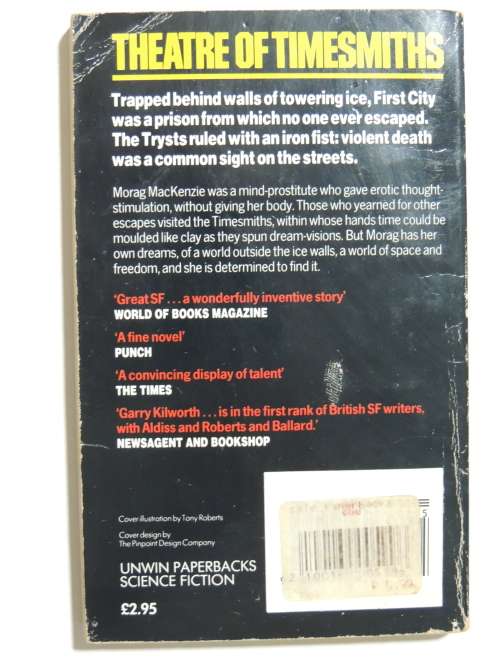 THEATRE OF TIMESMITHS
Trapped behind walls of towering ice, First City
was a prison from which no one ever escaped.
The Trysts ruled with an iron fist: violent death
was a common sight on the streets.
Morag MacKenzie was a mind-prostitute who gave erotic thought-
stimulation, without giving her body. Those who yearned for other
escapes visited the Timesmiths, within whose hands time could be
moulded like clay as they spun dream-visions. But Morag has her
own dreams, of a world outside the ice walls, a world of space and
freedom, and she is determined to find it.
'Great SF ... a wonderfully inventive story'
WORLD OF BOOKS MAGAZINE
'A fine novel'
PUNCH
'A convincing display of talent'
THE TIMES
'Garry Kilworth ... is in the first rank of British SF writers,
with Aldiss and Roberts and Ballard.'
NEWSAGENT AND BOOKSHOP
Cover illustration by Tony Roberts
Cover design by
The Pinpoint Design Company
UNWIN PAPERBACKS
SCIENCE FICTION
£2.95